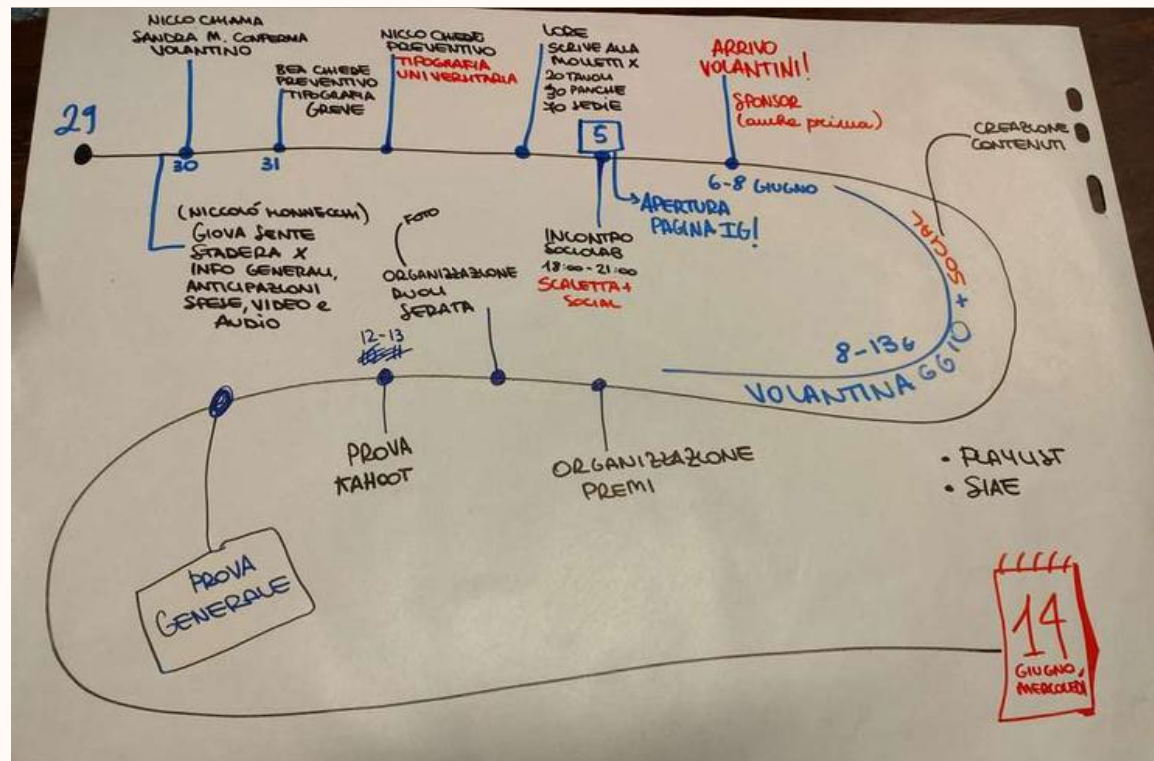 29
NICCO CHIAMA
SANDRA M. CONFERMA
VOLANTINO
30
BEA CHIEDE
PREVENTIVO
TIPOGRAFIA
GREVE
31
NICCO CHIEDE
PREVENTIVO
TIPOGRAFIA
UNIVERSITARIA
LORE
SCRIVE ALLA
MOLLETTI X
20 TAVOLI
30 PANCHE
70 SEDIE
5
ARRIVO
VOLANTINI!
SPONSOR
(anche prima)
6-8 GIUGNO
CREAZIONE
CONTENUTI
(NICCOLÓ MONNECCHI)
GIOVA SENTE
STADERA X
INFO GENERALI,
ANTICIPAZIONI
SPESE, VIDEO e
AUDIO
INCONTRO
SOCIOLAB
18:00-21:00
SCALETTA +
SOCIAL
APERTURA
PAGINA IG!
8-13 G
VOLANTINAGGIO + SOCIAL
FOTO
ORGANIZZAZIONE
RUOLI
SERATA
12-13
PROVA
KAHOOT
ORGANIZZAZIONE
PREMI
• PLAYLIST
• SIAE
PROVA
GENERALE
14
GIUGNO,
MERCOLEDÌ